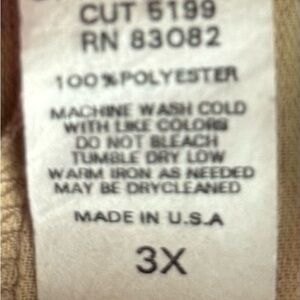 CUT 5199
RN 83082
100%POLYESTER
MACHINE WASH COLD
WITH LIKE COLORS
DO NOT BLEACH
TUMBLE DRY LOW
WARM IRON AS NEEDED
MAY BE DRYCLEANED
MADE IN U.S.A
3X